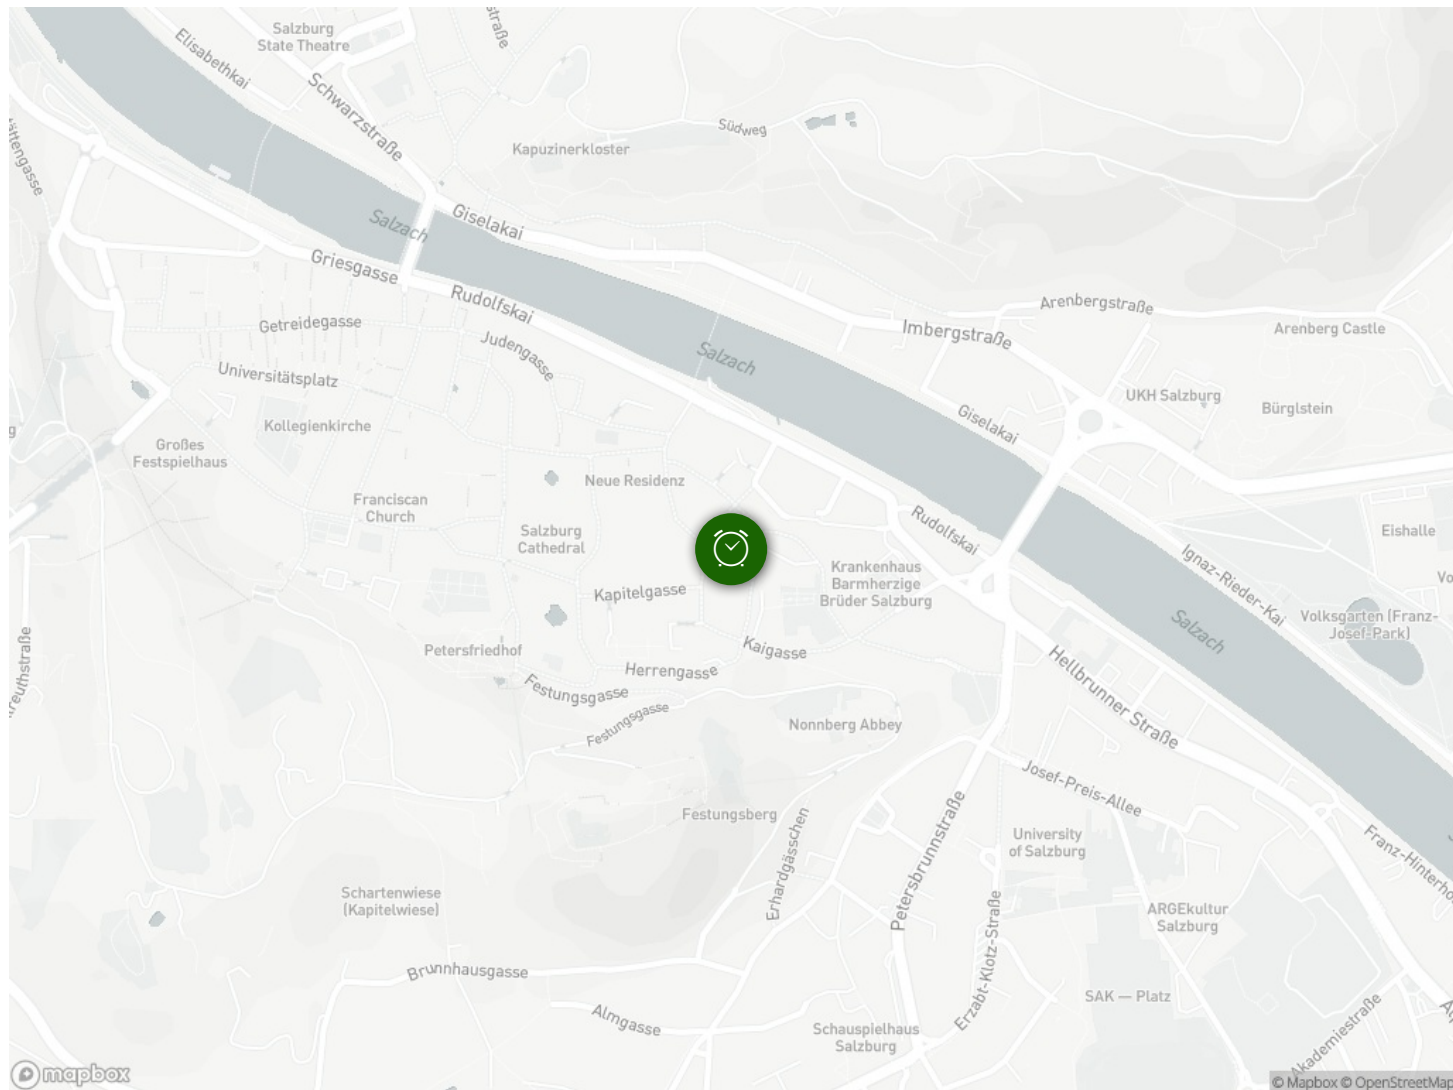 Salzburg
State Theatre
straße
Elisabethkai
Schwarzstraße
Südweg
Kapuzinerkloster
Salzach
Giselakai
Griesgasse
Rudolfskai
Arenbergstraße
Imbergstraße
Arenberg Castle
Getreidegasse
Judengasse
Salzach
Universitätsplatz
UKH Salzburg
Bürglstein
Giselakai
Kollegienkirche
Großes
Festspielhaus
Neue Residenz
Franciscan
Church
Rudolfskai
Eishalle
Salzburg
Cathedral
Ignaz-Rieder-Kai
Krankenhaus
Barmherzige
Brüder Salzburg
Kapitelgasse
Volksgarten (Franz-
Josef-Park)
Salzach
Petersfriedhof
Kaigasse
Herrengasse
Hellbrunner Straße
Festungsgasse
Festungsgasse
Nonnberg Abbey
Josef-Preis-Allee
Festungsberg
Erhardgässchen
Petersbrunnstraße
University
of Salzburg
Franz-Hinterho
Schartenwiese
(Kapitelwiese)
ARGEkultur
Salzburg
Erzabt-Klotz-Straße
Brunnhausgasse
SAK — Platz
Almgasse
Schauspielhaus
Salzburg
Akademiestraße
mapbox
© Mapbox © OpenStreetMap